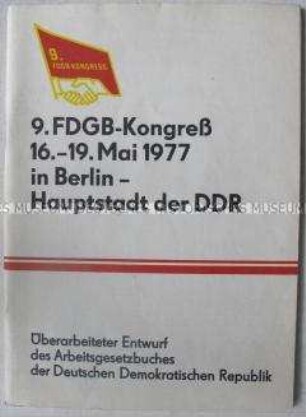 9.
FDGB-KONGRESS
9. FDGB-Kongreß
16.-19. Mai 1977
in Berlin -
Hauptstadt der DDR
Überarbeiteter Entwurf
des Arbeitsgesetzbuches
der Deutschen Demokratischen Republik